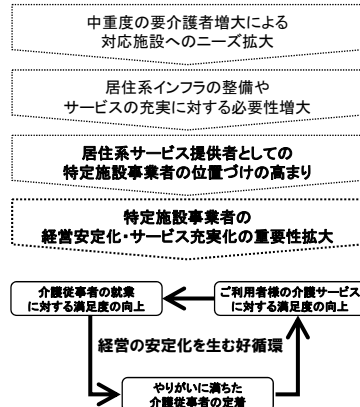 中重度の要介護者増大による
対応施設へのニーズ拡大
居住系インフラの整備や
サービスの充実に対する必要性増大
居住系サービス提供者としての
特定施設事業者の位置づけの高まり
特定施設事業者の
経営安定化・サービス充実化の重要性拡大
介護従事者の就業
に対する満足度の向上
ご利用者様の介護サービス
に対する満足度の向上
経営の安定化を生む好循環
やりがいに満ちた
介護従事者の定着